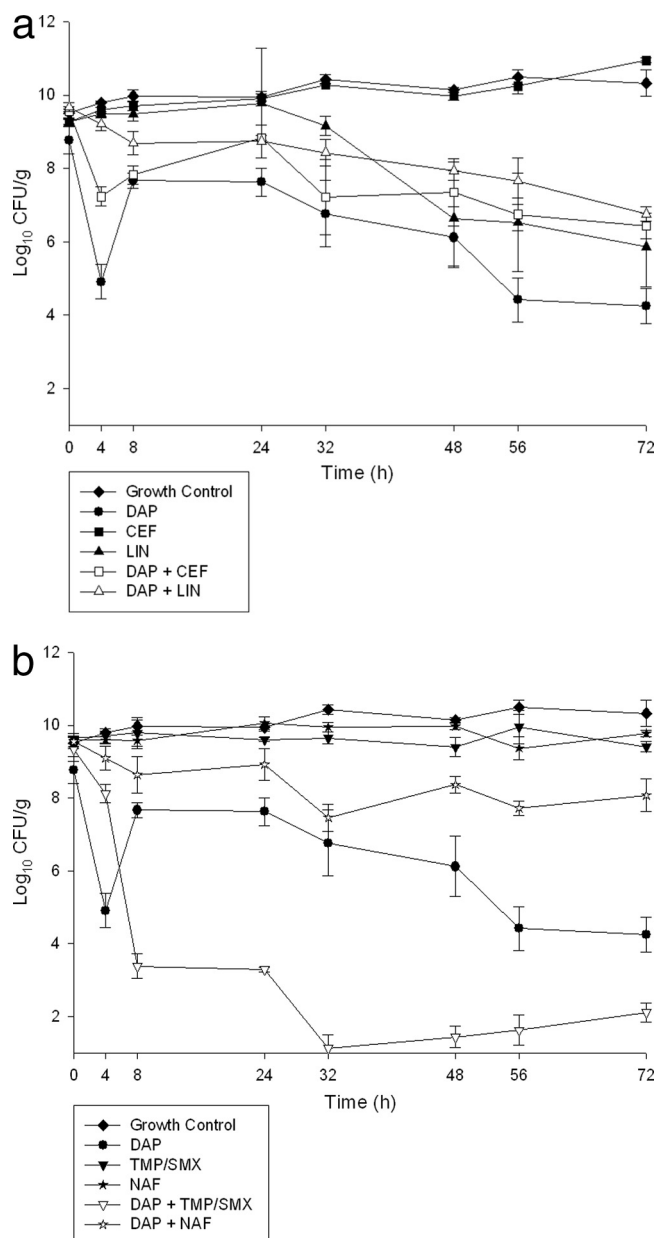 a
12
10
8
6
4
2
Log10 CFU/g
0 4 8 24 32 48 56 72
Time (h)
Growth Control
DAP
CEF
LIN
DAP + CEF
DAP + LIN
b
12
10
8
6
4
2
Log10 CFU/g
0 4 8 24 32 48 56 72
Time (h)
Growth Control
DAP
TMP/SMX
NAF
DAP + TMP/SMX
DAP + NAF